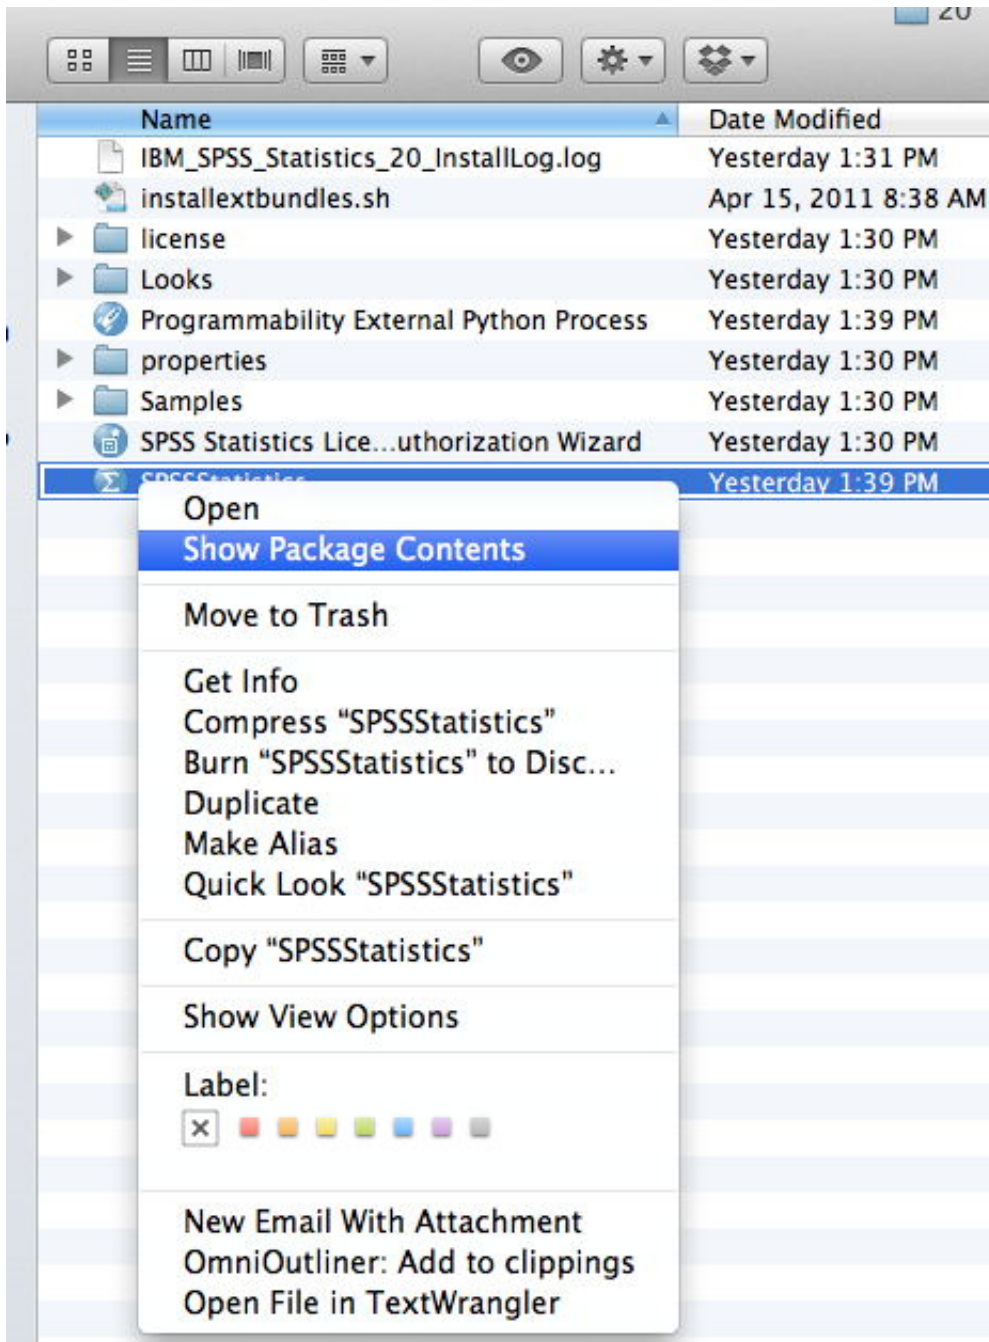 20
Name Date Modified
IBM_SPSS_Statistics_20_InstallLog.log Yesterday 1:31 PM
installextbundles.sh Apr 15, 2011 8:38 AM
license Yesterday 1:30 PM
Looks Yesterday 1:30 PM
Programmability External Python Process Yesterday 1:39 PM
properties Yesterday 1:30 PM
Samples Yesterday 1:30 PM
SPSS Statistics Lice...uthorization Wizard Yesterday 1:30 PM
SPSSStatistics Yesterday 1:39 PM
Open
Show Package Contents
Move to Trash
Get Info
Compress “SPSSStatistics”
Burn “SPSSStatistics” to Disc...
Duplicate
Make Alias
Quick Look “SPSSStatistics”
Copy “SPSSStatistics”
Show View Options
Label:
New Email With Attachment
OmniOutliner: Add to clippings
Open File in TextWrangler